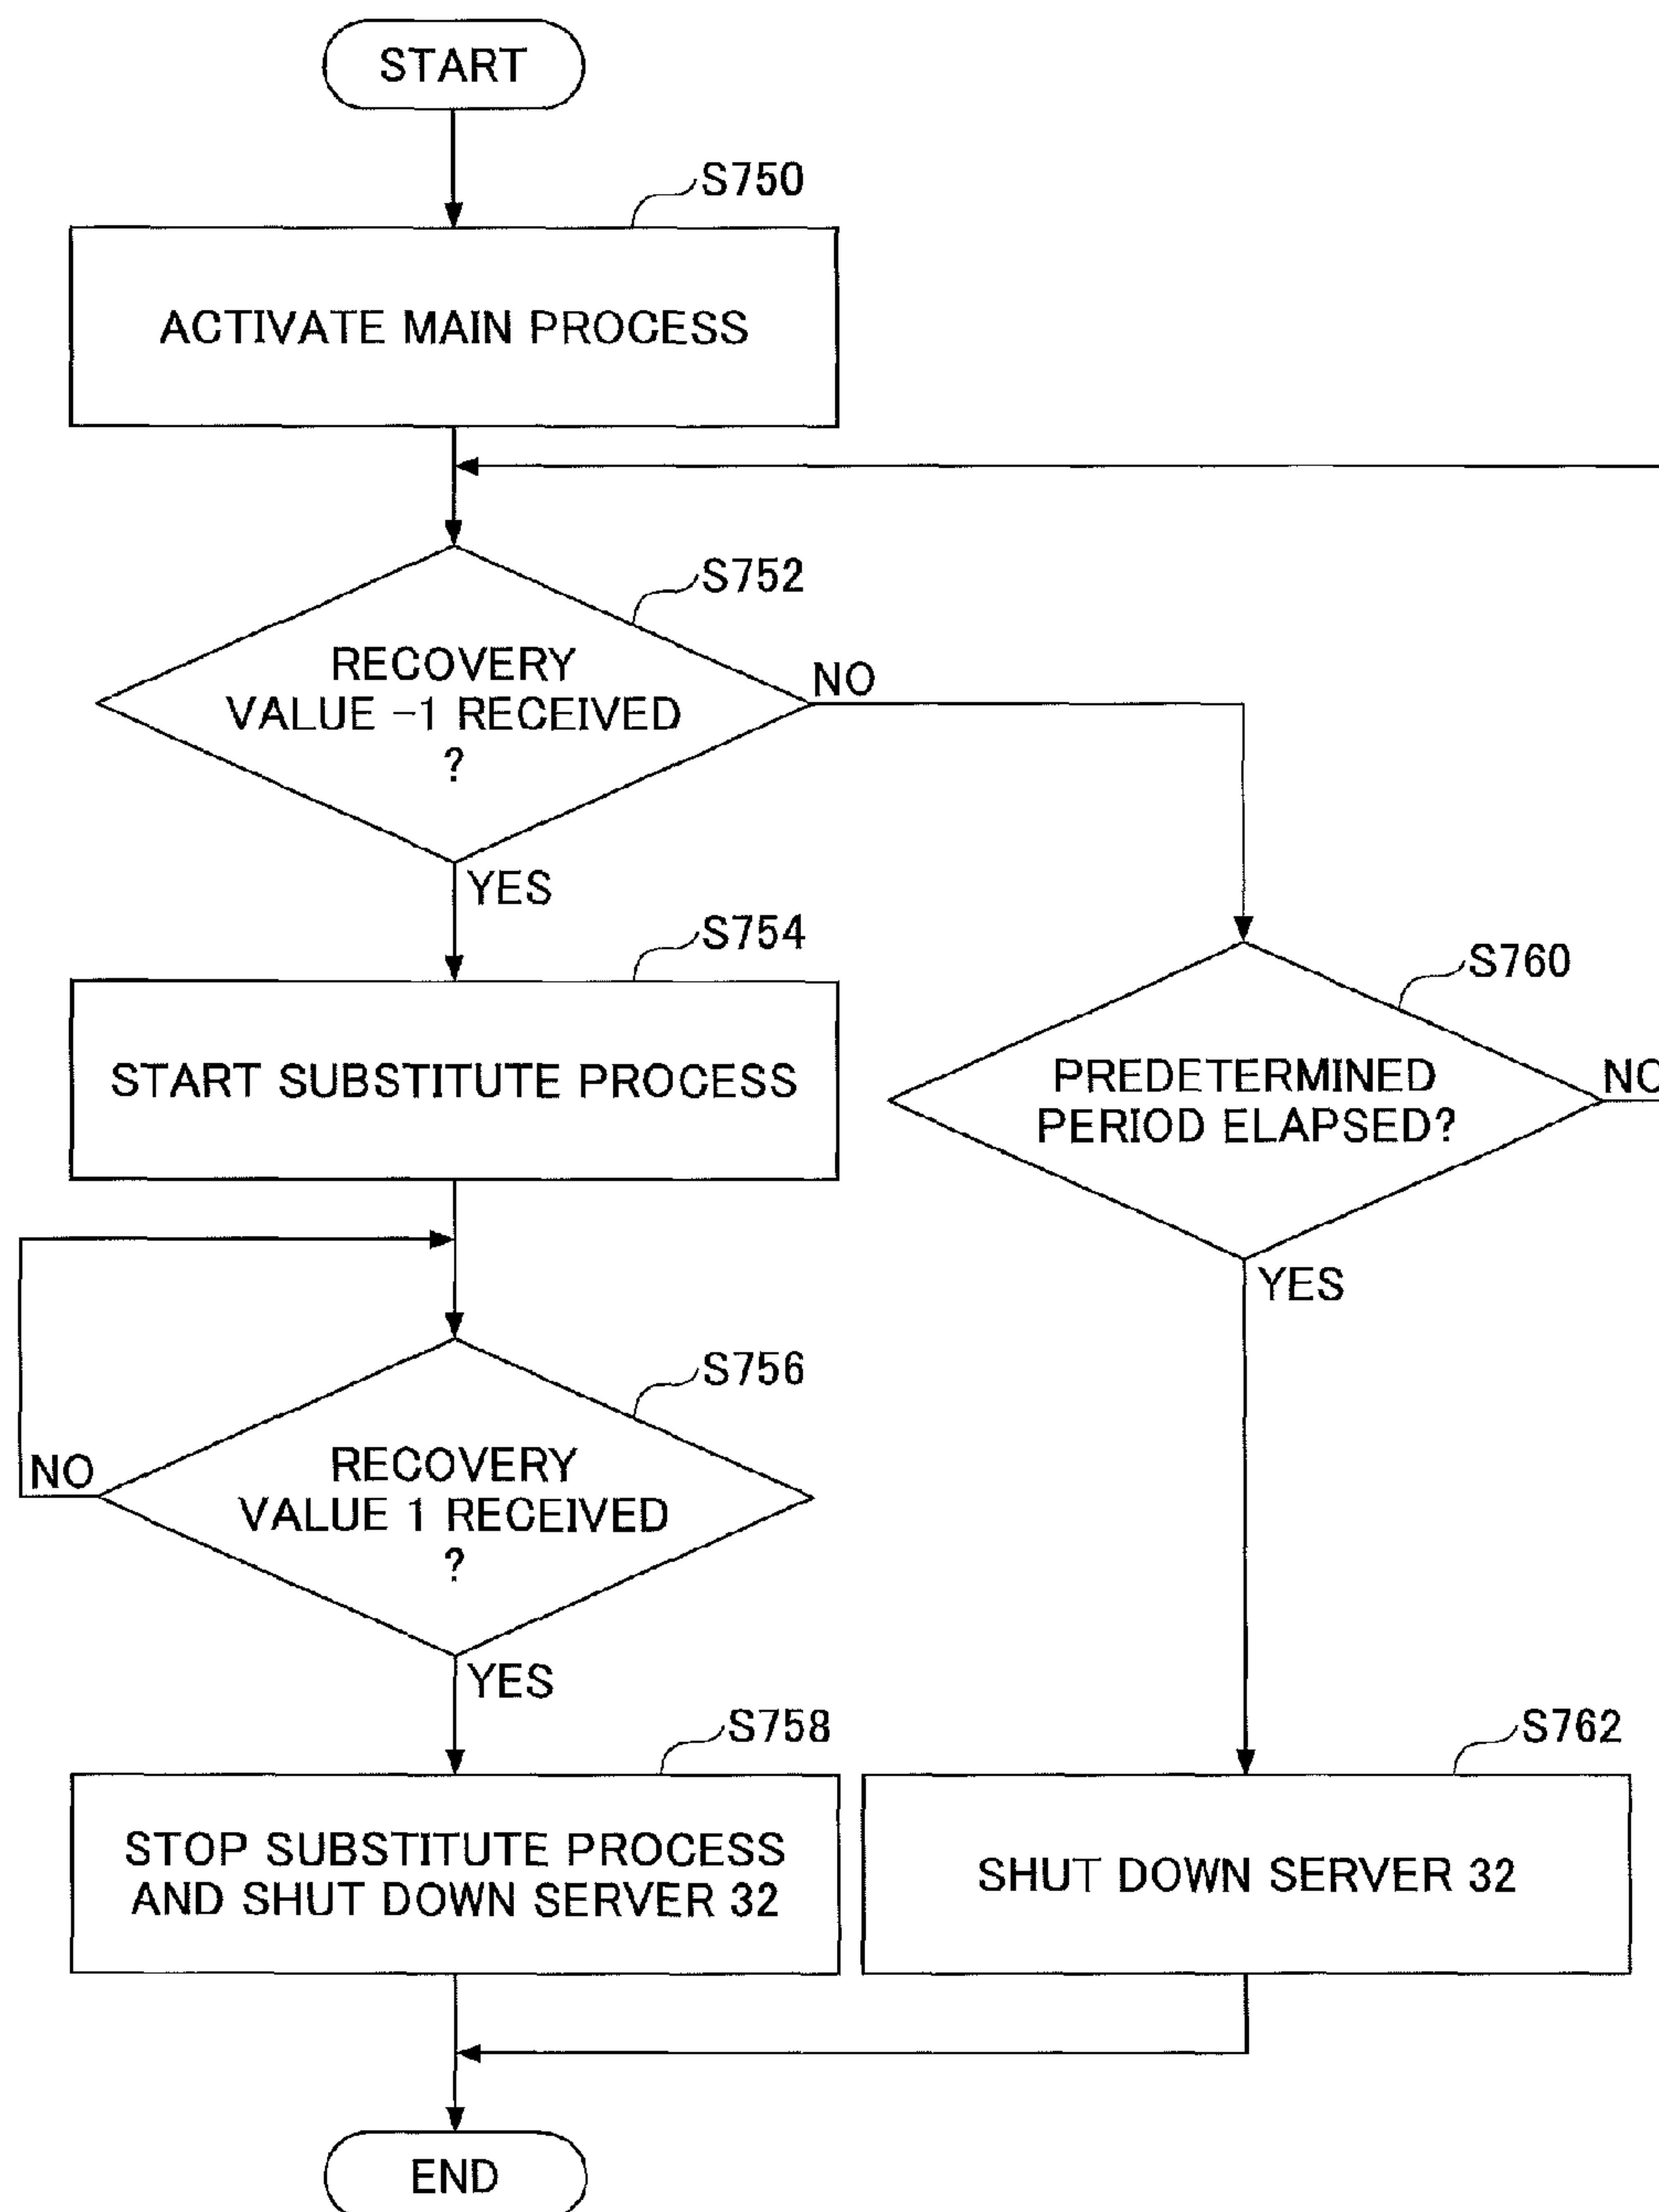 START
S750
ACTIVATE MAIN PROCESS
S752
RECOVERY
VALUE -1 RECEIVED
?
NO
YES
S754
START SUBSTITUTE PROCESS
S760
PREDETERMINED
PERIOD ELAPSED?
NO
YES
S756
RECOVERY
VALUE 1 RECEIVED
?
NO
YES
S758
STOP SUBSTITUTE PROCESS
AND SHUT DOWN SERVER 32
S762
SHUT DOWN SERVER 32
END